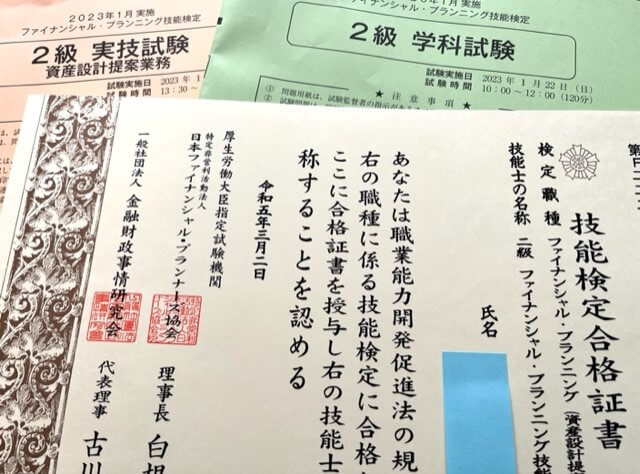 2023年1月実施
ファイナンシャル・プランニング技能検定
2級 実技試験
資産設計提案業務
試験実施日 2023年
試験時間 13:30~
ファイナンシャル・プランニング技能検定
2級 学科試験
試験実施日 2023年1月22日(日)
試験時間 10:00~12:00(120分)
★ 注意事項 ★
技能検定合格証書
検定職種 ファイナンシャル・プランニング(資産設計提
技能士の名称 二級 ファイナンシャル・プランニング技
氏名
あなたは職業能力開発促進法の規
右の職種に係る技能検定に合格
ここに合格証書を授与し右の技能士
称することを認める
令和五年三月二日
厚生労働大臣指定試験機関
特定非営利活動法人
日本ファイナンシャル・プランナーズ協会
理事長 白根
一般社団法人 金融財政事情研究会
代表理事 古川